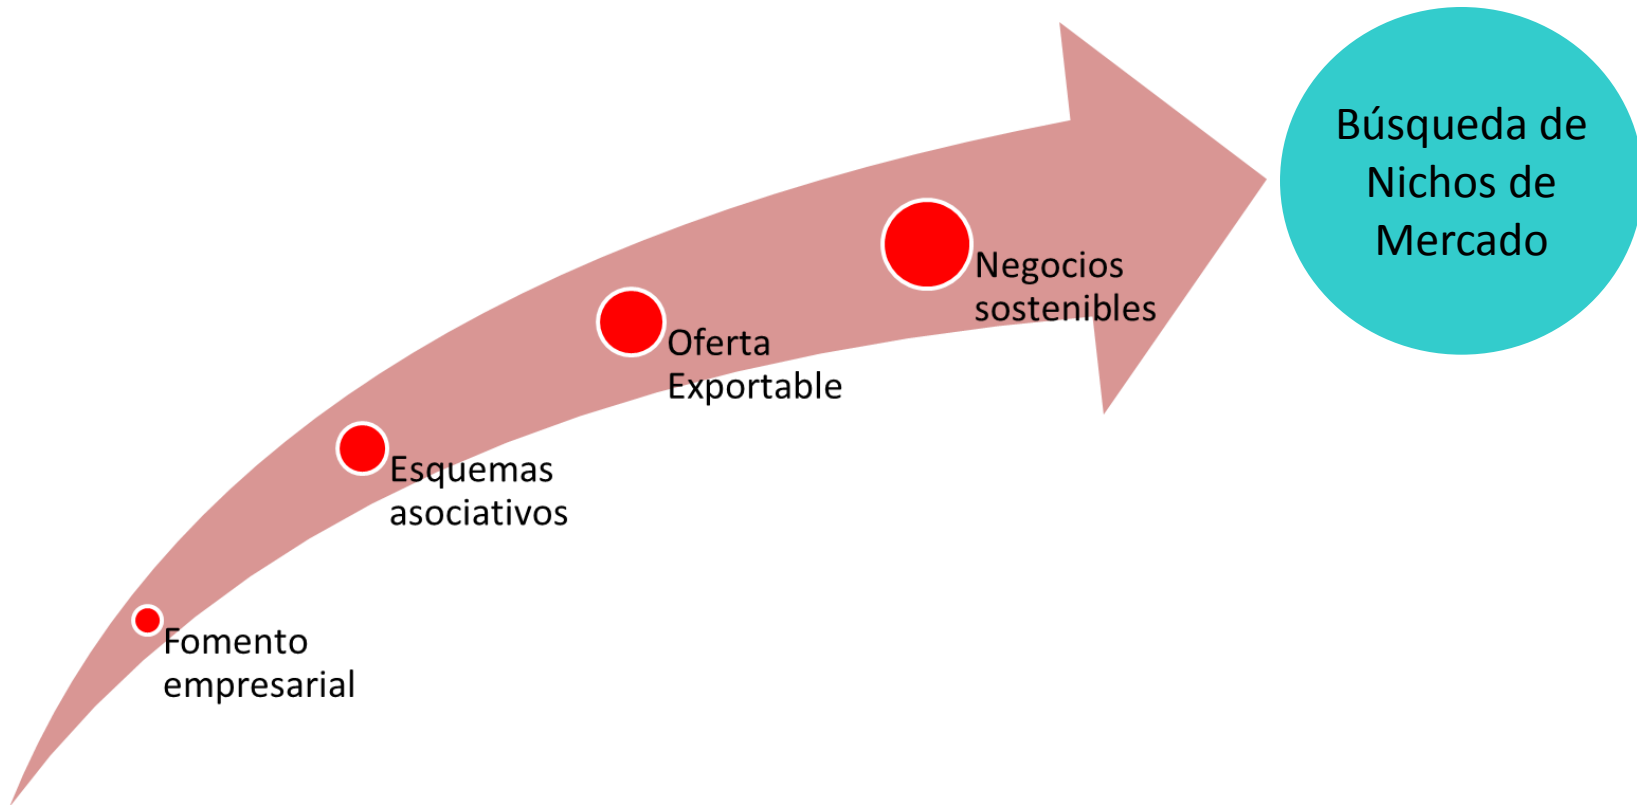 Búsqueda de
Nichos de
Mercado
Negocios
sostenibles
Oferta
Exportable
Esquemas
asociativos
Fomento
empresarial